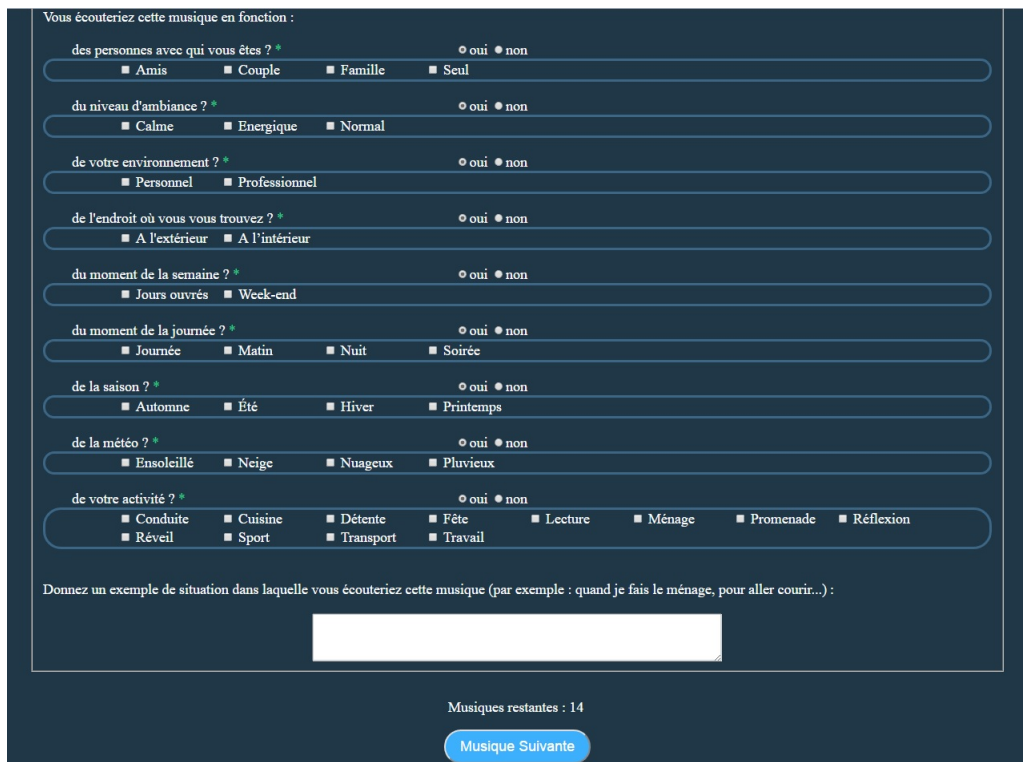 Vous écouteriez cette musique en fonction :
des personnes avec qui vous êtes ? * oui non
Amis Couple Famille Seul
du niveau d'ambiance ? * oui non
Calme Energique Normal
de votre environnement ? * oui non
Personnel Professionnel
de l'endroit où vous vous trouvez ? * oui non
A l'extérieur A l’intérieur
du moment de la semaine ? * oui non
Jours ouvrés Week-end
du moment de la journée ? * oui non
Journée Matin Nuit Soirée
de la saison ? * oui non
Automne Été Hiver Printemps
de la météo ? * oui non
Ensoleillé Neige Nuageux Pluvieux
de votre activité ? * oui non
Conduite Cuisine Détente Fête Lecture Ménage Promenade Réflexion
Réveil Sport Transport Travail
Donnez un exemple de situation dans laquelle vous écouteriez cette musique (par exemple : quand je fais le ménage, pour aller courir...) :
Musiques restantes : 14
Musique Suivante